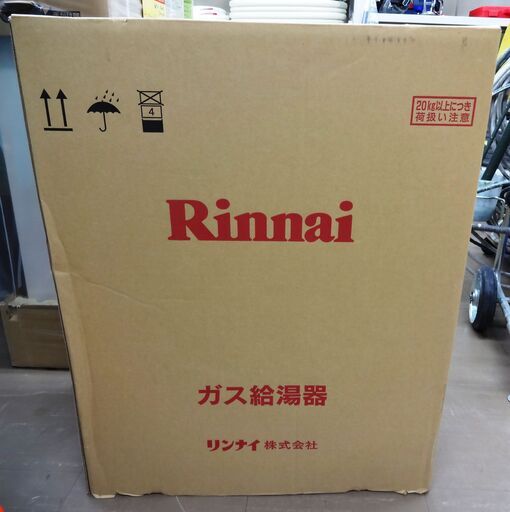 4
20kg以上につき
荷扱い注意
Rinnai
ガス給湯器
リンナイ株式会社